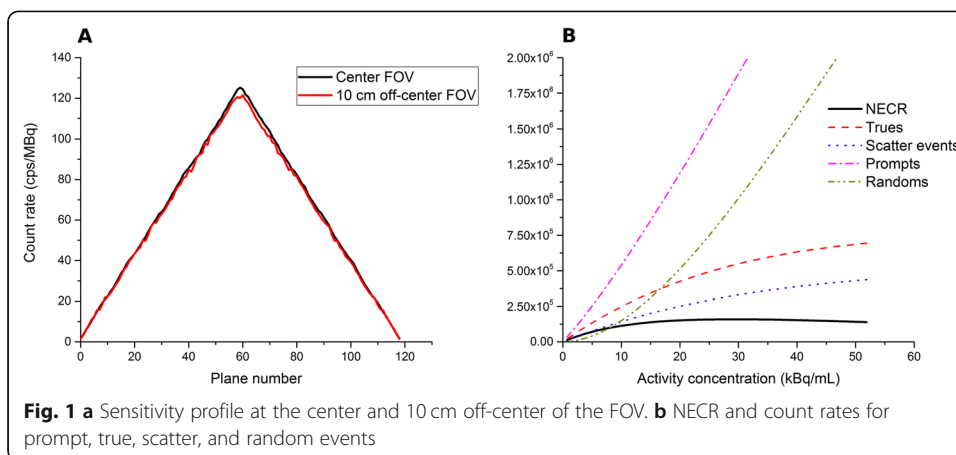 A
140
120
100
80
60
40
20
0
Count rate (cps/MBq)
0 20 40 60 80 100 120
Plane number
Center FOV
10 cm off-center FOV
B
2.00x10⁶
1.75x10⁶
1.50x10⁶
1.25x10⁶
1.00x10⁶
7.50x10⁵
5.00x10⁵
2.50x10⁵
0.00
0 10 20 30 40 50 60
Activity concentration (kBq/mL)
NECR
Trues
Scatter events
Prompts
Randoms
Fig. 1 a Sensitivity profile at the center and 10 cm off-center of the FOV. b NECR and count rates for
prompt, true, scatter, and random events